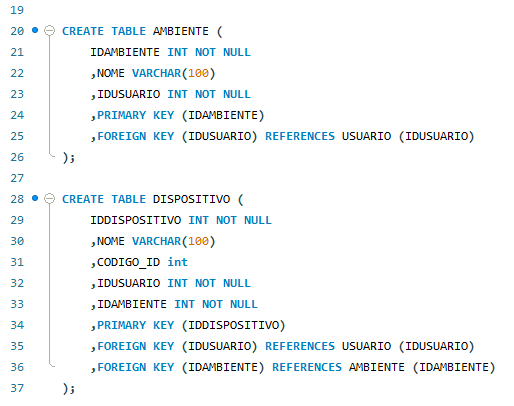 19
20 CREATE TABLE AMBIENTE (
21 IDAMBIENTE INT NOT NULL
22 ,NOME VARCHAR(100)
23 ,IDUSUARIO INT NOT NULL
24 ,PRIMARY KEY (IDAMBIENTE)
25 ,FOREIGN KEY (IDUSUARIO) REFERENCES USUARIO (IDUSUARIO)
26 );
27
28 CREATE TABLE DISPOSITIVO (
29 IDDISPOSITIVO INT NOT NULL
30 ,NOME VARCHAR(100)
31 ,CODIGO_ID int
32 ,IDUSUARIO INT NOT NULL
33 ,IDAMBIENTE INT NOT NULL
34 ,PRIMARY KEY (IDDISPOSITIVO)
35 ,FOREIGN KEY (IDUSUARIO) REFERENCES USUARIO (IDUSUARIO)
36 ,FOREIGN KEY (IDAMBIENTE) REFERENCES AMBIENTE (IDAMBIENTE)
37 );